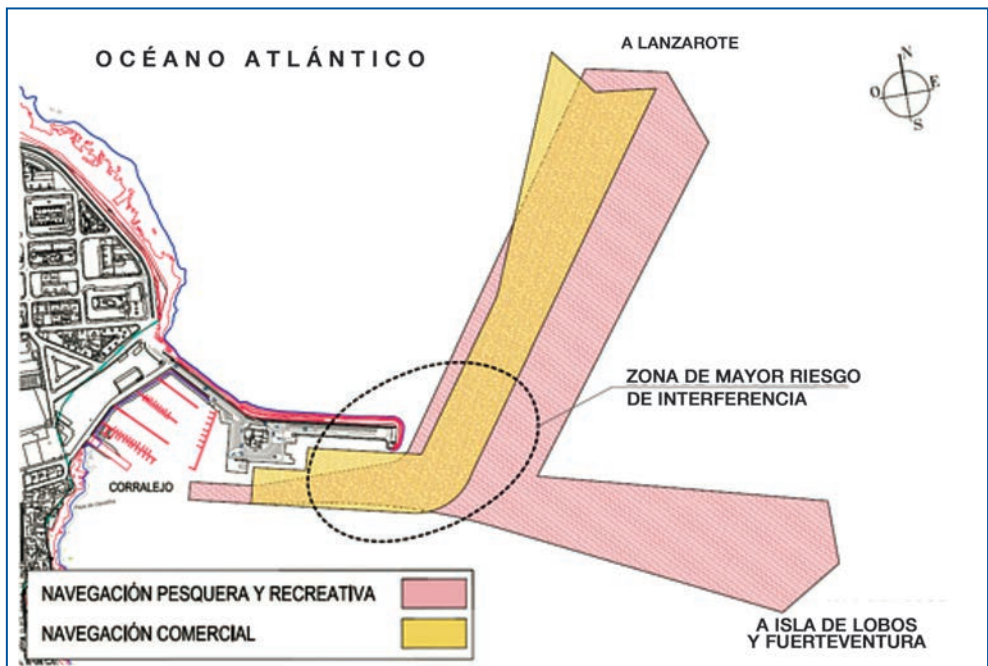 OCÉANO ATLÁNTICO
A LANZAROTE
N
O
E
S
ZONA DE MAYOR RIESGO
DE INTERFERENCIA
CORRALEJO
NAVEGACIÓN PESQUERA Y RECREATIVA
NAVEGACIÓN COMERCIAL
A ISLA DE LOBOS
Y FUERTEVENTURA